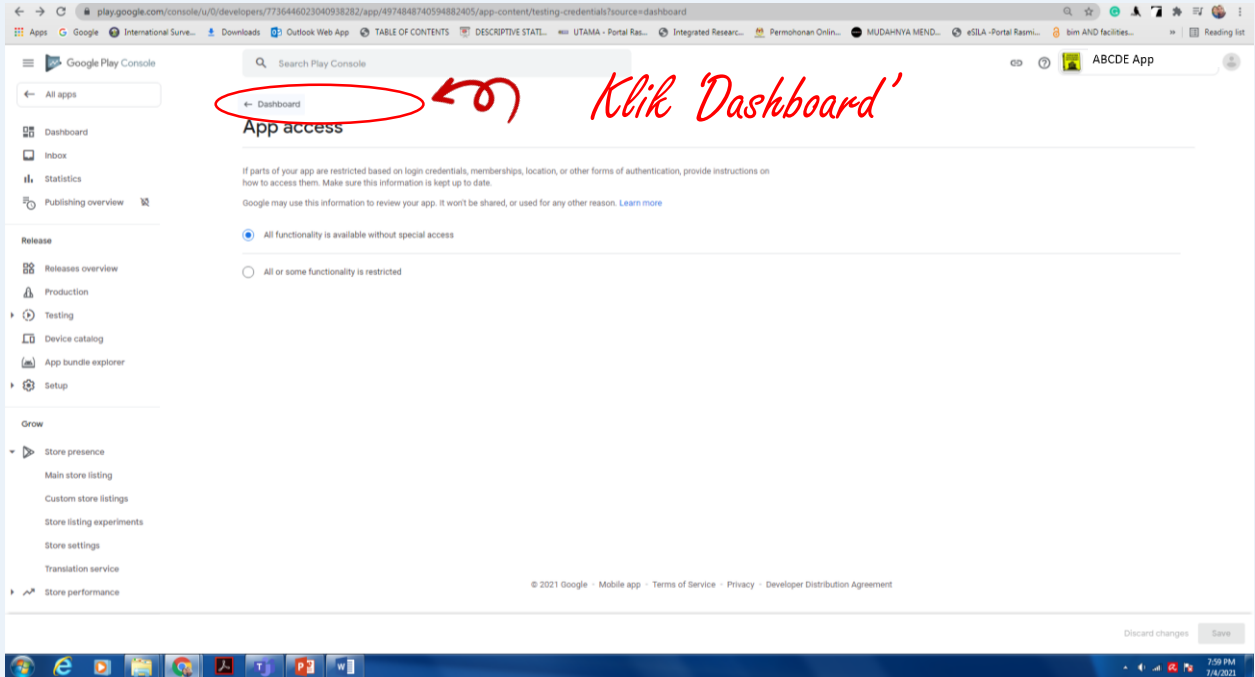 play.google.com/console/u/0/developers/7736446023040938282/app/4974848740594882405/app-content/testing-credentials?source=dashboard
Apps Google International Surve... Downloads Outlook Web App TABLE OF CONTENTS DESCRIPTIVE STATI... UTAMA - Portal Ras... Integrated Researc... Permohonan Onlin... MUDAHNYA MEND... eSILA -Portal Rasmi... bim AND facilities... » Reading list
Google Play Console
Search Play Console
ABCDE App
← All apps
← Dashboard
Klik 'Dashboard'
App access
Dashboard
Inbox
Statistics
Publishing overview
If parts of your app are restricted based on login credentials, memberships, location, or other forms of authentication, provide instructions on
how to access them. Make sure this information is kept up to date.
Google may use this information to review your app. It won't be shared, or used for any other reason. Learn more
All functionality is available without special access
All or some functionality is restricted
Release
Releases overview
Production
Testing
Device catalog
App bundle explorer
Setup
Grow
Store presence
Main store listing
Custom store listings
Store listing experiments
Store settings
Translation service
Store performance
© 2021 Google · Mobile app · Terms of Service · Privacy · Developer Distribution Agreement
Discard changes Save
7:59 PM
7/4/2021